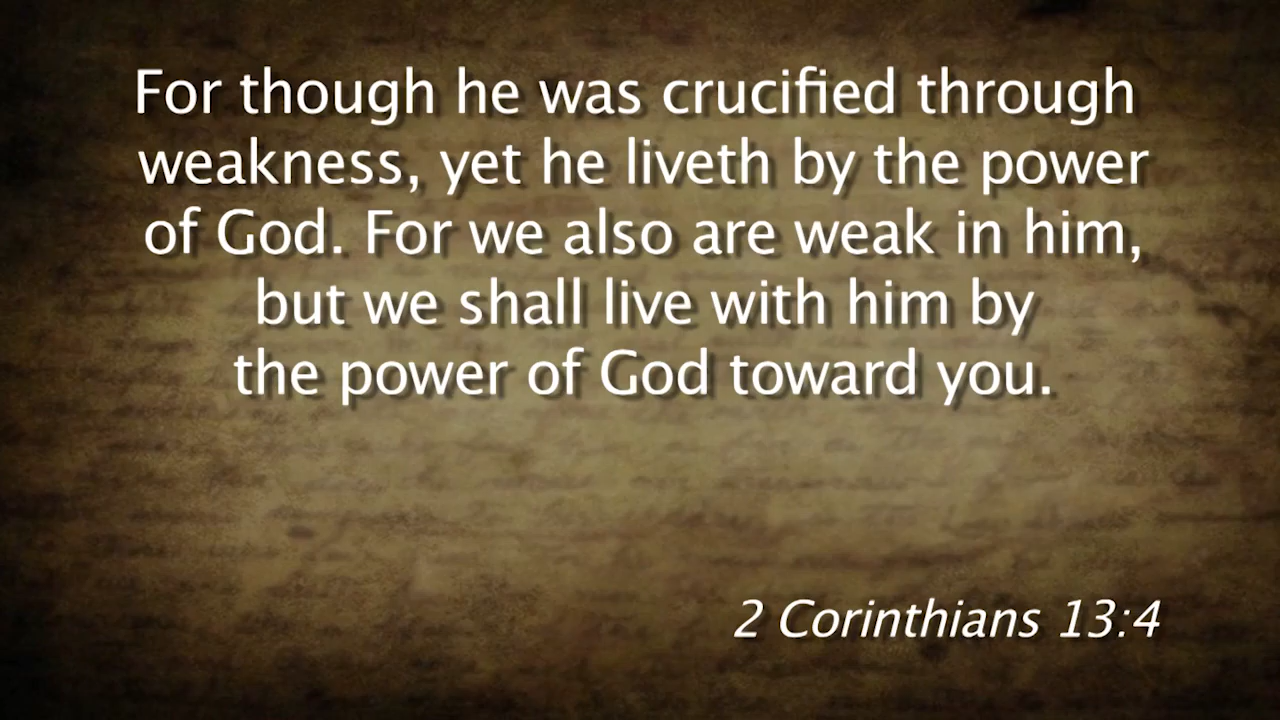 For though he was crucified through
weakness, yet he liveth by the power
of God. For we also are weak in him,
but we shall live with him by
the power of God toward you.
2 Corinthians 13:4